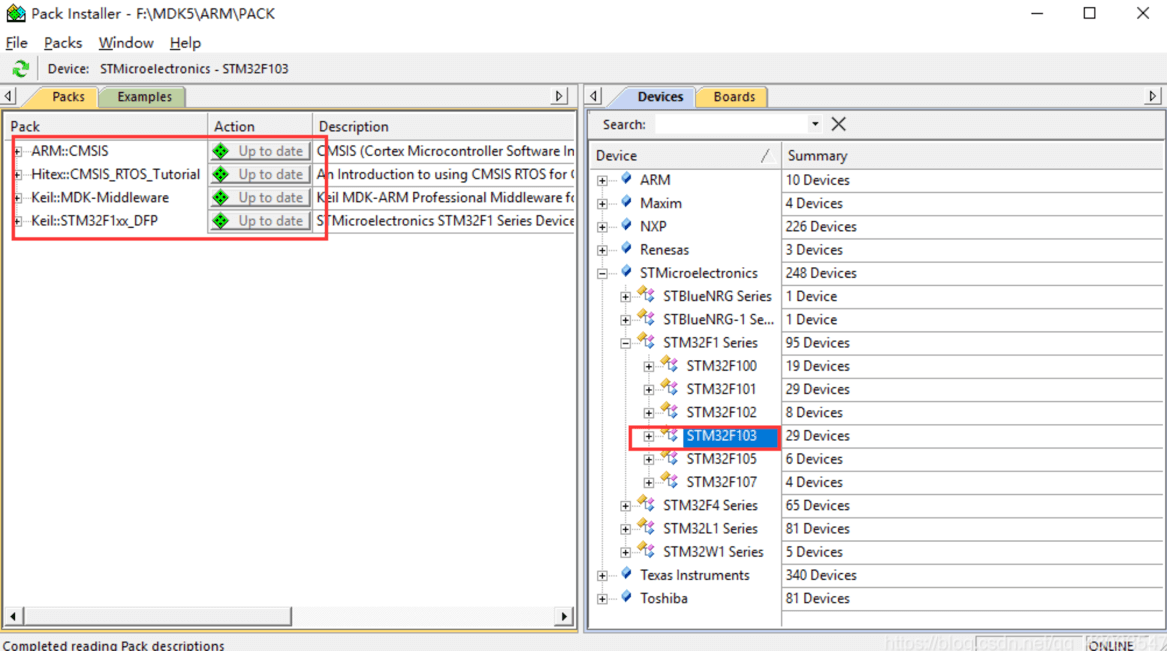 Pack Installer - F:\MDK5\ARM\PACK
File Packs Window Help
Device: STMicroelectronics - STM32F103
Packs Examples
Pack Action Description
ARM::CMSIS Up to date CMSIS (Cortex Microcontroller Software In
Hitex::CMSIS_RTOS_Tutorial Up to date An Introduction to using CMSIS RTOS for
Keil::MDK-Middleware Up to date Keil MDK-ARM Professional Middleware fo
Keil::STM32F1xx_DFP Up to date STMicroelectronics STM32F1 Series Device
Devices Boards
Search:
Device Summary
ARM 10 Devices
Maxim 4 Devices
NXP 226 Devices
Renesas 3 Devices
STMicroelectronics 248 Devices
STBlueNRG Series 1 Device
STBlueNRG-1 Se... 1 Device
STM32F1 Series 95 Devices
STM32F100 19 Devices
STM32F101 29 Devices
STM32F102 8 Devices
STM32F103 29 Devices
STM32F105 6 Devices
STM32F107 4 Devices
STM32F4 Series 65 Devices
STM32L1 Series 81 Devices
STM32W1 Series 5 Devices
Texas Instruments 340 Devices
Toshiba 81 Devices
Completed reading Pack descriptions
ONLINE